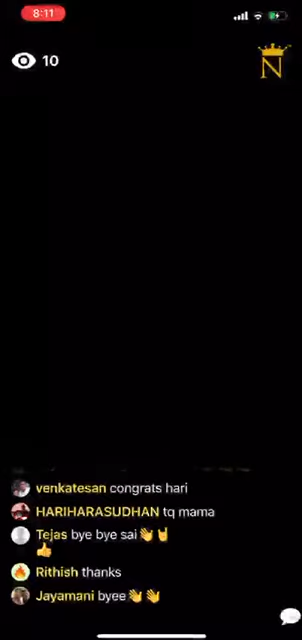 8:11
10
N
venkatesan congrats hari
HARIHARASUDHAN tq mama
Tejas bye bye sai👋🤘
👍
Rithish thanks
Jayamani byee👋👋